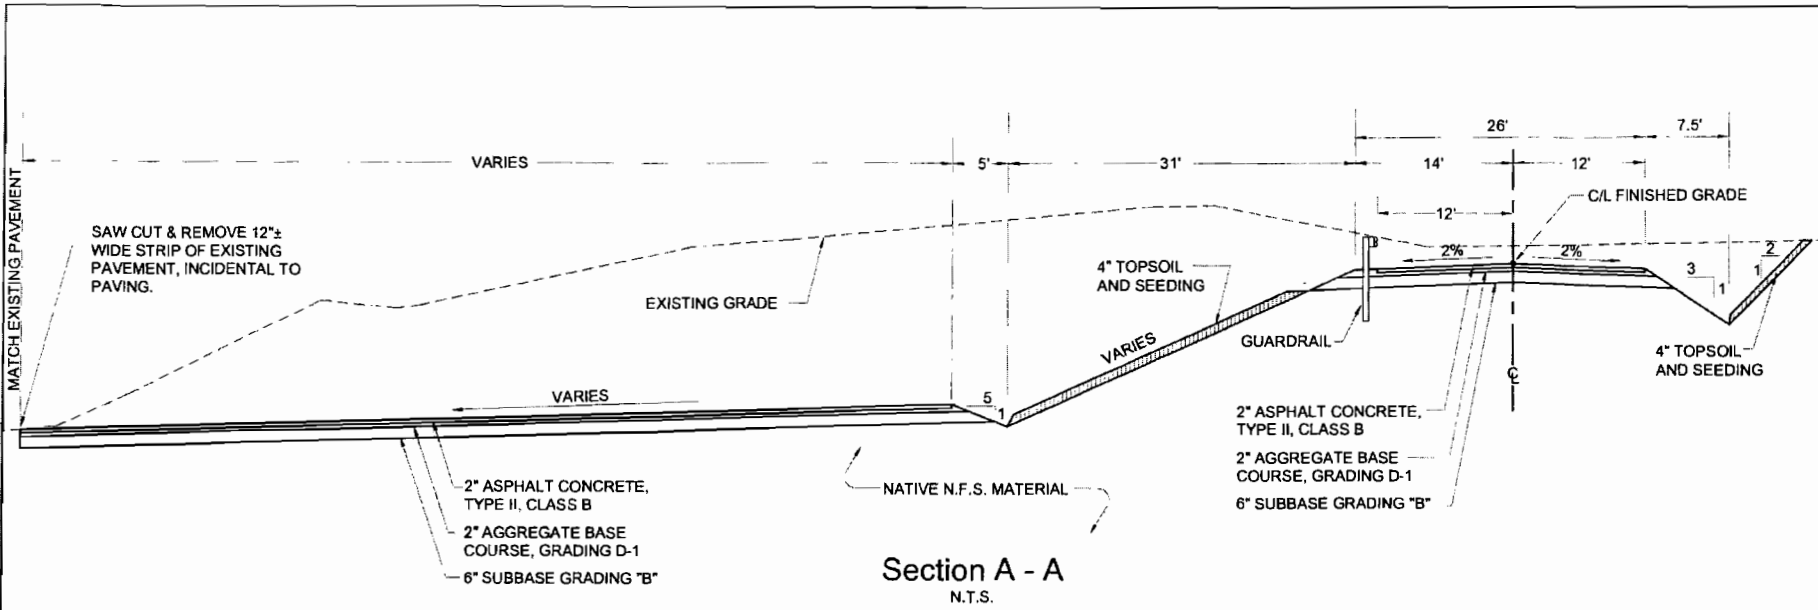 26'
7.5'
VARIES
5'
31'
14'
12'
C/L FINISHED GRADE
12'
MATCH EXISTING PAVEMENT
SAW CUT & REMOVE 12"±
WIDE STRIP OF EXISTING
PAVEMENT, INCIDENTAL TO
PAVING.
2%
2%
2
1
4" TOPSOIL
AND SEEDING
3
1
EXISTING GRADE
GUARDRAIL
VARIES
4" TOPSOIL
AND SEEDING
VARIES
5
1
℄
2" ASPHALT CONCRETE,
TYPE II, CLASS B
2" AGGREGATE BASE
COURSE, GRADING D-1
6" SUBBASE GRADING "B"
2" ASPHALT CONCRETE,
TYPE II, CLASS B
2" AGGREGATE BASE
COURSE, GRADING D-1
6" SUBBASE GRADING "B"
NATIVE N.F.S. MATERIAL
Section A - A
N.T.S.